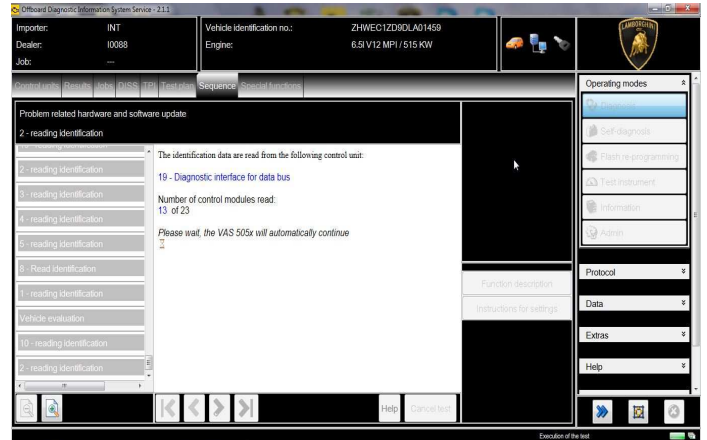 Offboard Diagnostic Information System Service - 2.1.1
Importer: INT
Dealer: I0088
Job: ---
Vehicle identification no.: ZHWEC1ZD9DLA01459
Engine: 6.5l V12 MPI / 515 KW
LAMBORGHINI
Control units Results Jobs DISS TPI Test plan Sequence Special functions
Problem related hardware and software update
2 - reading identification
2 - reading identification
3 - reading identification
4 - reading identification
5 - reading identification
8 - Read identification
1 - reading identification
Vehicle evaluation
10 - reading identification
2 - reading identification
The identification data are read from the following control unit:
19 - Diagnostic interface for data bus
Number of control modules read:
13 of 23
Please wait, the VAS 505x will automatically continue
Function description
Instructions for settings
Help Cancel test
Operating modes
Diagnosis
Self-diagnosis
Flash re-programming
Test instrument
Information
Admin
Protocol
Data
Extras
Help
Execution of the test